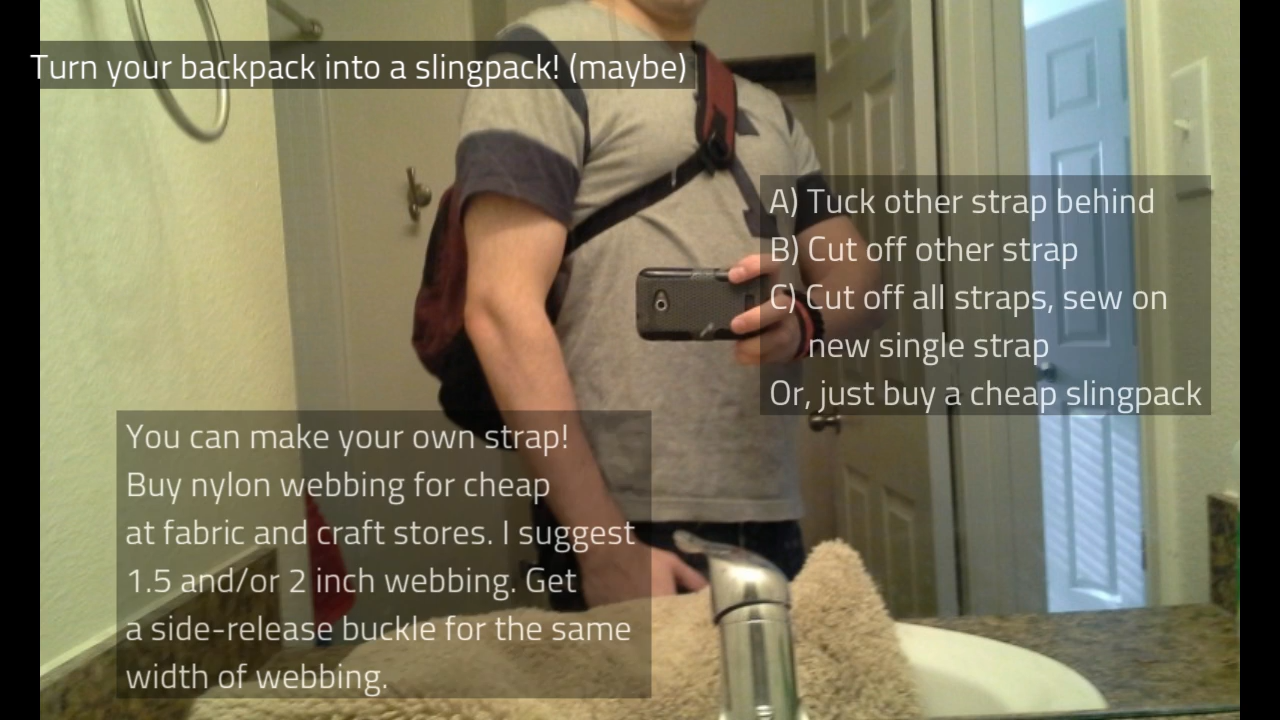 Turn your backpack into a slingpack! (maybe)
A) Tuck other strap behind
B) Cut off other strap
C) Cut off all straps, sew on
new single strap
Or, just buy a cheap slingpack
You can make your own strap!
Buy nylon webbing for cheap
at fabric and craft stores. I suggest
1.5 and/or 2 inch webbing. Get
a side-release buckle for the same
width of webbing.